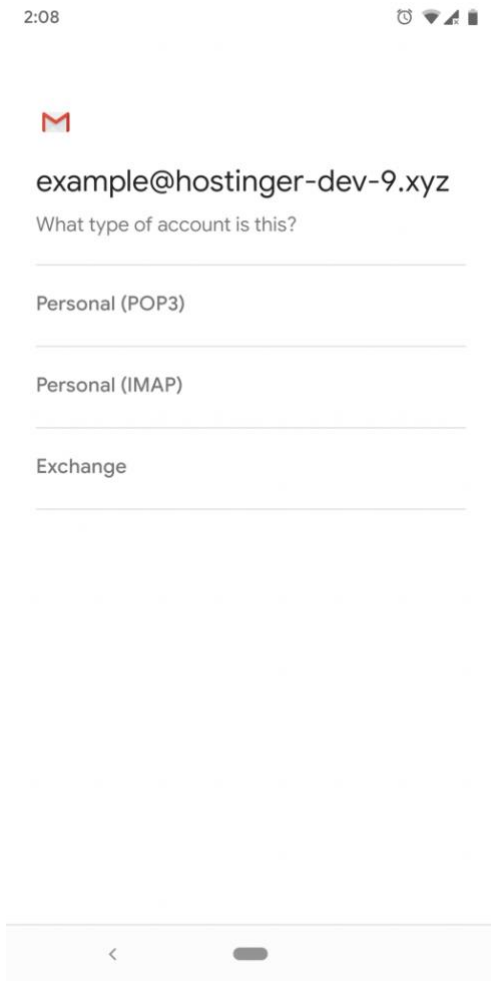 2:08
example@hostinger-dev-9.xyz
What type of account is this?
Personal (POP3)
Personal (IMAP)
Exchange